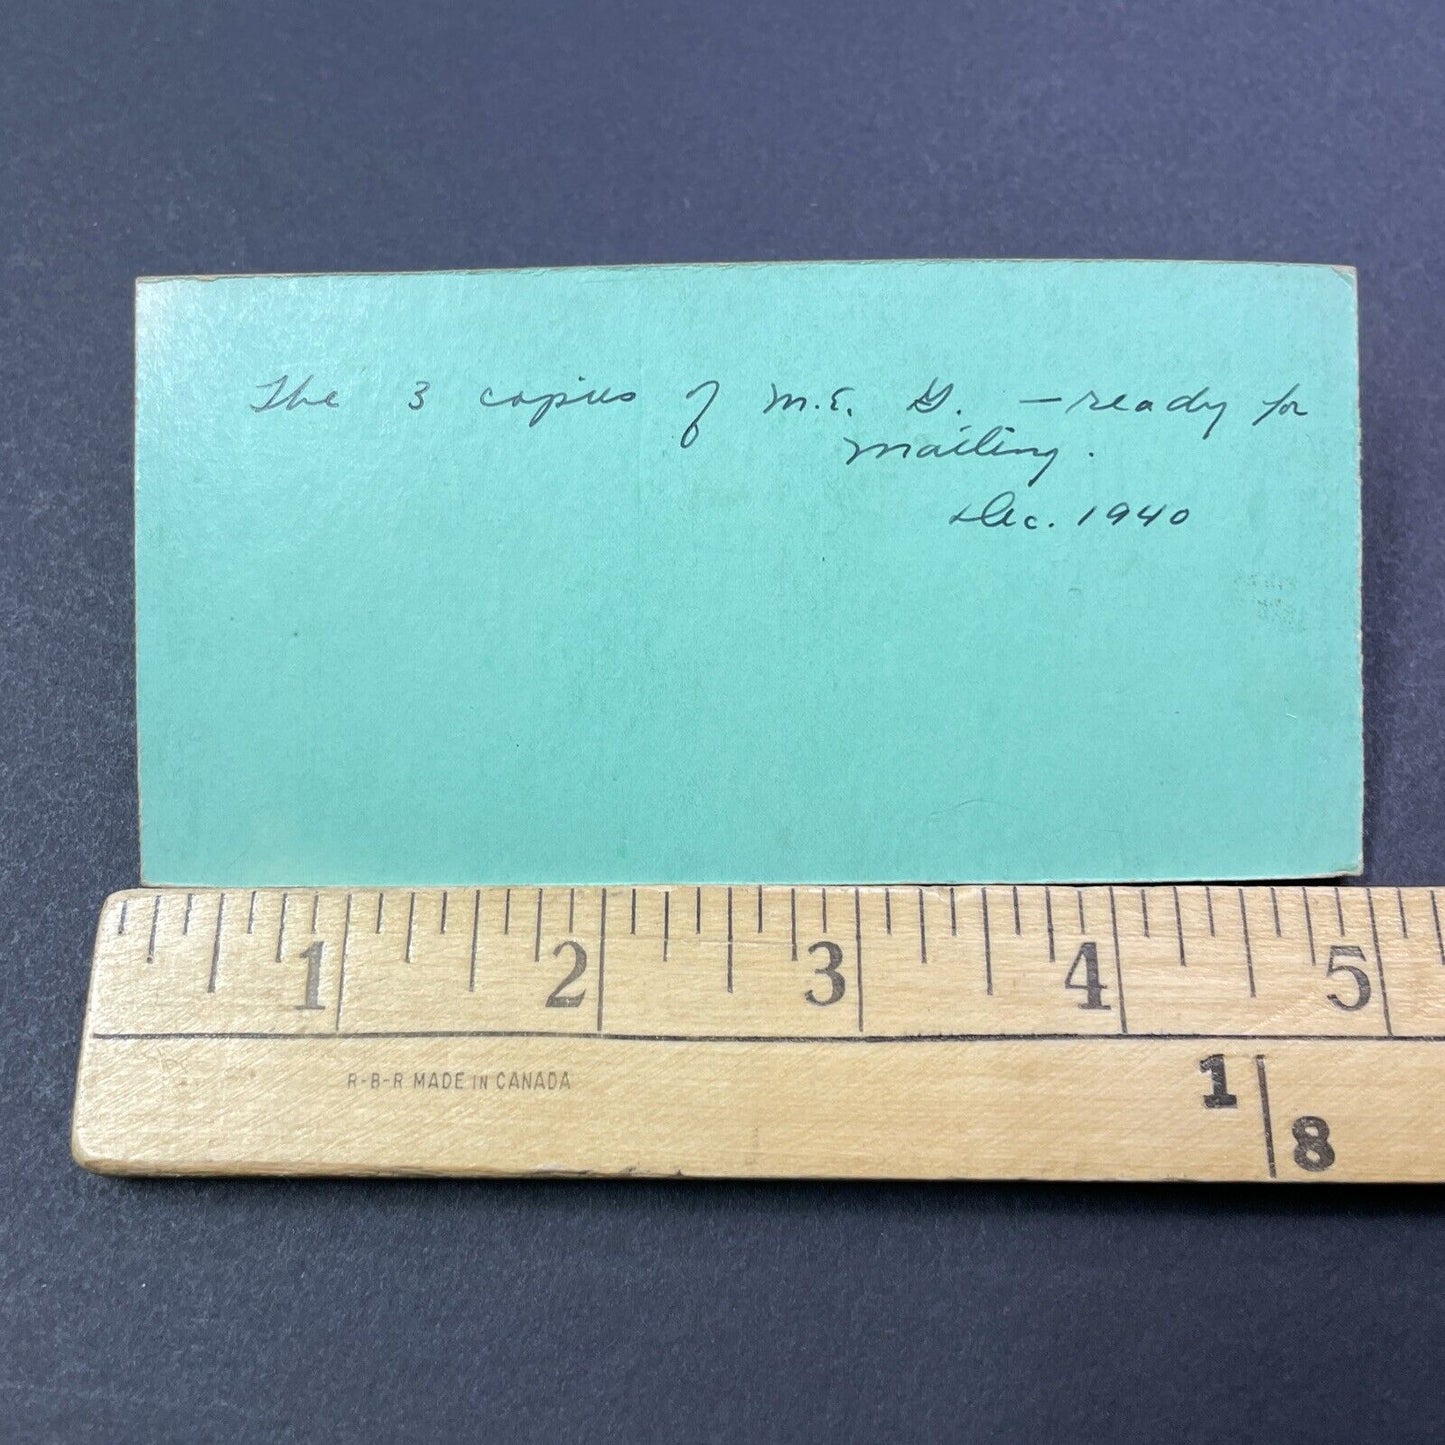 The 3 copies of M.E. G. — ready for
mailing.
Dec. 1940
1 2 3 4 5
R-B-R MADE IN CANADA
1
8